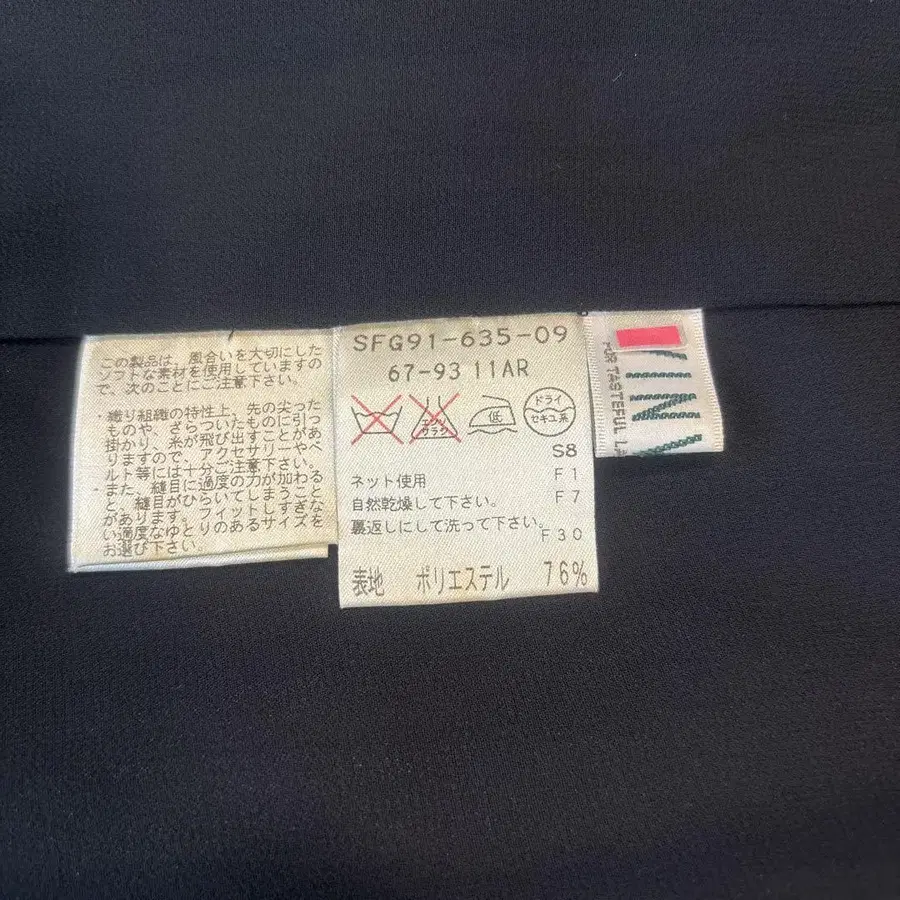 この製品は、風合いを大切にした
ソフトな素材を使用していますの
で、次のことにご注意下さい。
・織り組織の特性上、先の尖った
ものや、ざらついたものに引っ
掛かり、糸が飛び出すことがあ
りますので、アクセサリーやベ
ルト等には十分ご注意下さい。
・また、縫目に過度の力が加わる
と、縫目がひらいてしまうこと
があります。フィットしすぎな
い適度なゆとりのあるサイズを
お選び下さい。
SFG91-635-09
67-93 11AR
エンソ
サラシ
低
ドライ
セキユ系
S8
ネット使用 F1
自然乾燥して下さい。 F7
裏返しにして洗って下さい。
F30
表地 ポリエステル 76%
FOR TASTEFUL